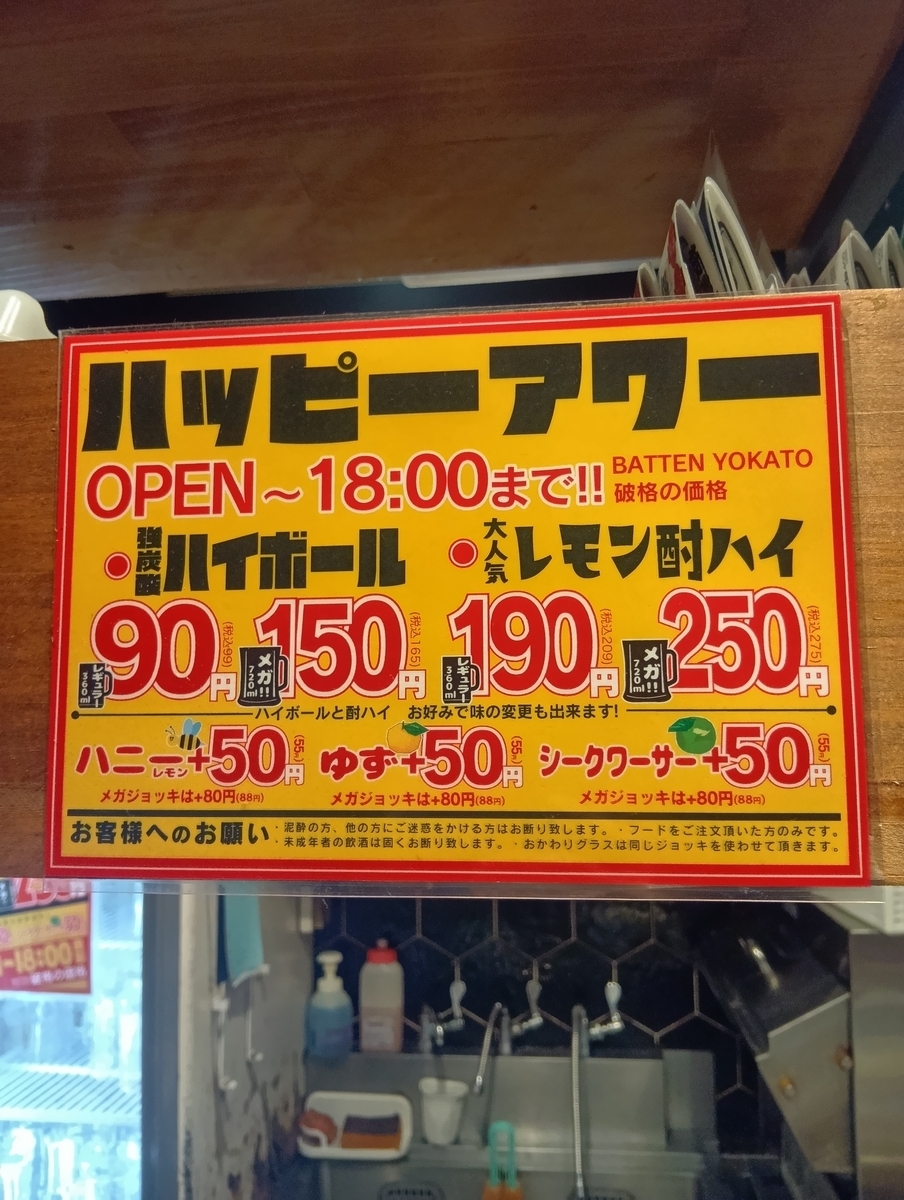 ハッピーアワー
OPEN～18:00まで!! BATTEN YOKATO
破格の価格
●強炭酸ハイボール ●大人気レモン酎ハイ
レギュラー360ml 90円(税込99) メガ!!720ml 150円(税込165) レギュラー360ml 190円(税込209) メガ!!720ml 250円(税込275)
ハイボールと酎ハイ お好みで味の変更も出来ます!
ハニーレモン+50円(55円) ゆず+50円(55円) シークワーサー+50円(55円)
メガジョッキは+80円(88円) メガジョッキは+80円(88円) メガジョッキは+80円(88円)
お客様へのお願い
・泥酔の方、他の方にご迷惑をかける方はお断り致します。・フードをご注文頂いた方のみです。
・未成年者の飲酒は固くお断り致します。・おかわりグラスは同じジョッキを使わせて頂きます。
～18:00